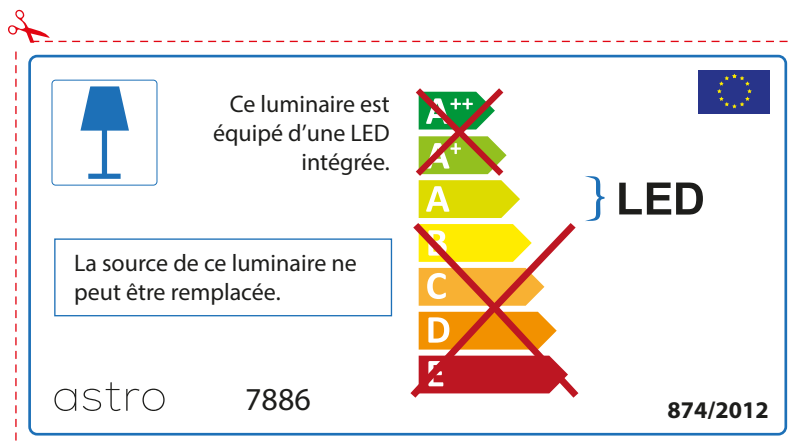 Ce luminaire est
équipé d’une LED
intégrée.
La source de ce luminaire ne
peut être remplacée.
A++
A+
A
B
C
D
E
LED
astro
7886
874/2012